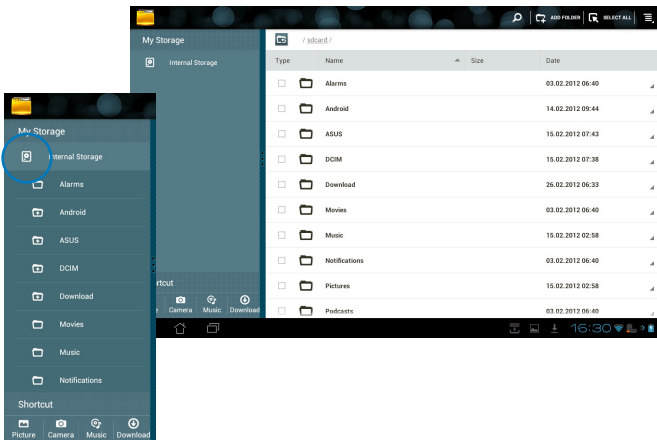 ADD FOLDER SELECT ALL
My Storage
Internal Storage
/ sdcard /
Type Name Size Date
Alarms 03.02.2012 06:40
Android 14.02.2012 09:44
ASUS 15.02.2012 07:43
DCIM 15.02.2012 07:38
Download 26.02.2012 06:33
Movies 03.02.2012 06:40
Music 15.02.2012 02:58
Notifications 03.02.2012 06:40
Pictures 15.02.2012 02:58
Podcasts 03.02.2012 06:40
rtcut
Camera Music Download
16:30
My Storage
Internal Storage
Alarms
Android
ASUS
DCIM
Download
Movies
Music
Notifications
Shortcut
Picture Camera Music Download